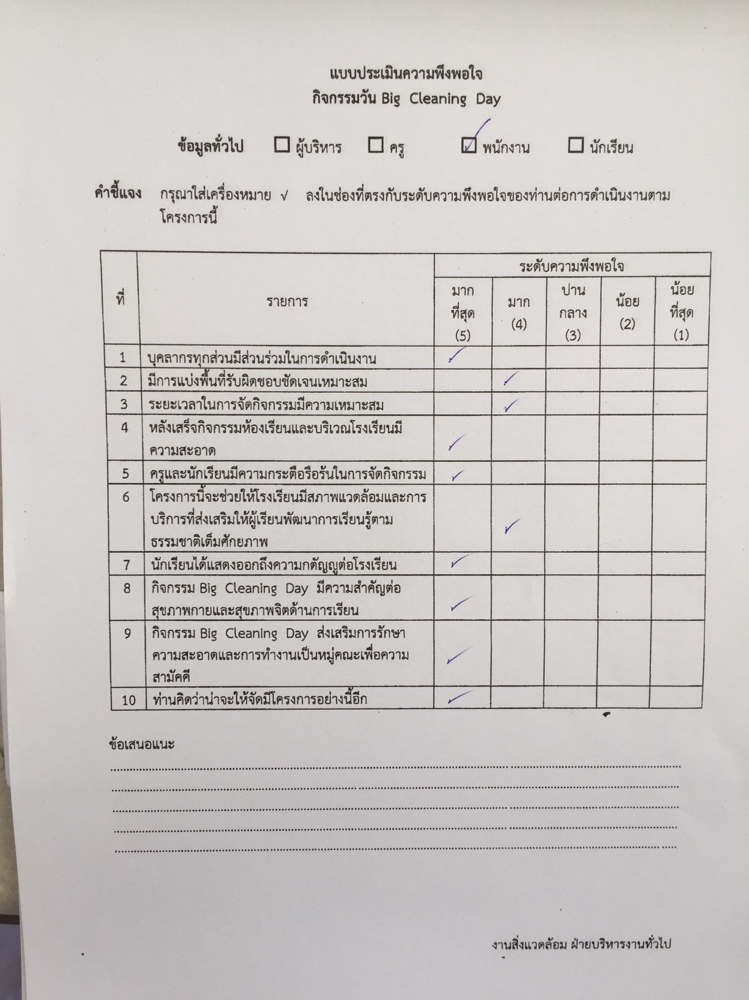 แบบประเมินความพึงพอใจ
กิจกรรมวัน Big Cleaning Day
ข้อมูลทั่วไป ☐ ผู้บริหาร ☐ ครู ☑ พนักงาน ☐ นักเรียน
คำชี้แจง กรุณาใส่เครื่องหมาย √ ลงในช่องที่ตรงกับระดับความพึงพอใจของท่านต่อการดำเนินงานตาม
โครงการนี้
ที่ รายการ ระดับความพึงพอใจ
มาก ที่สุด (5) มาก (4) ปาน กลาง (3) น้อย (2) น้อย ที่สุด (1)
1 บุคลากรทุกส่วนมีส่วนร่วมในการดำเนินงาน ✓
2 มีการแบ่งพื้นที่รับผิดชอบชัดเจนเหมาะสม ✓
3 ระยะเวลาในการจัดกิจกรรมมีความเหมาะสม ✓
4 หลังเสร็จกิจกรรมห้องเรียนและบริเวณโรงเรียนมี
ความสะอาด ✓
5 ครูและนักเรียนมีความกระตือรือร้นในการจัดกิจกรรม ✓
6 โครงการนี้จะช่วยให้โรงเรียนมีสภาพแวดล้อมและการ
บริการที่ส่งเสริมให้ผู้เรียนพัฒนาการเรียนรู้ตาม
ธรรมชาติเต็มศักยภาพ ✓
7 นักเรียนได้แสดงออกถึงความกตัญญูต่อโรงเรียน ✓
8 กิจกรรม Big Cleaning Day มีความสำคัญต่อ
สุขภาพกายและสุขภาพจิตด้านการเรียน ✓
9 กิจกรรม Big Cleaning Day ส่งเสริมการรักษา
ความสะอาดและการทำงานเป็นหมู่คณะเพื่อความ ✓
สามัคคี
10 ท่านคิดว่าน่าจะให้จัดมีโครงการอย่างนี้อีก ✓
ข้อเสนอแนะ
งานสิ่งแวดล้อม ฝ่ายบริหารงานทั่วไป